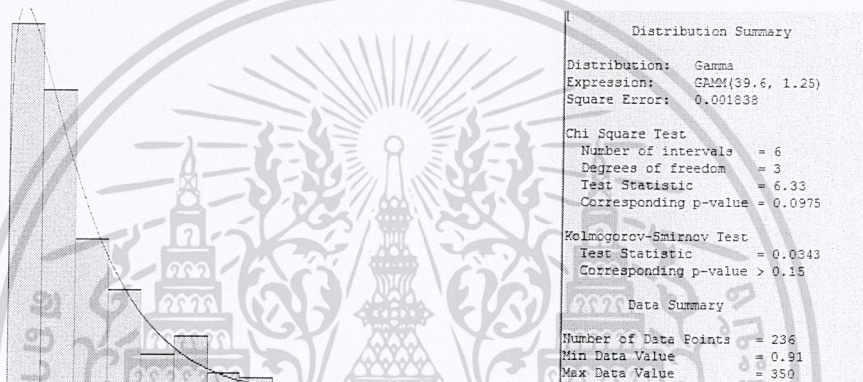 Distribution Summary
Distribution: Gamma
Expression: GAMM(39.6, 1.25)
Square Error: 0.001838
Chi Square Test
Number of intervals = 6
Degrees of freedom = 3
Test Statistic = 6.33
Corresponding p-value = 0.0975
Kolmogorov-Smirnov Test
Test Statistic = 0.0343
Corresponding p-value > 0.15
Data Summary
Number of Data Points = 236
Min Data Value = 0.91
Max Data Value = 350